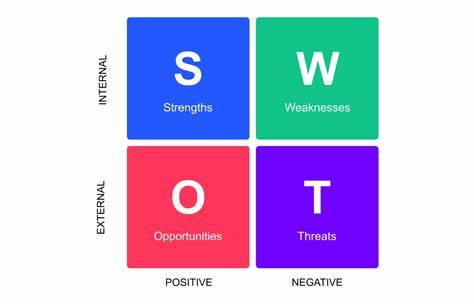 INTERNAL
S
Strengths
W
Weaknesses
EXTERNAL
O
Opportunities
T
Threats
POSITIVE
NEGATIVE